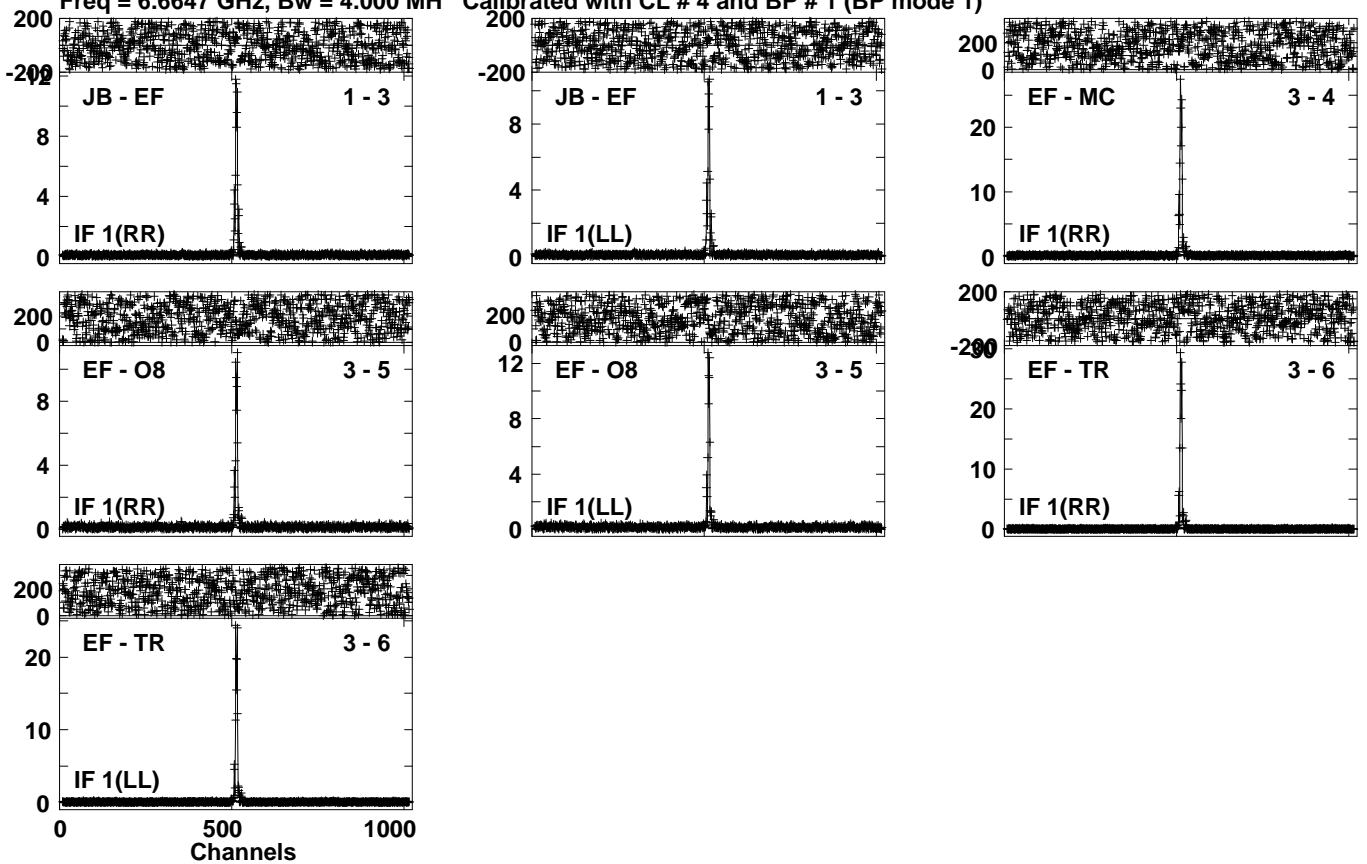 Freq = 6.6647 GHz, Bw = 4.000 MH Calibrated with CL # 4 and BP # 1 (BP mode 1)
200
-200
12
8
4
0
JB - EF 1 - 3
IF 1(RR)
200
-200
8
4
0
JB - EF 1 - 3
IF 1(LL)
200
0
20
10
0
EF - MC 3 - 4
IF 1(RR)
200
0
8
4
0
EF - O8 3 - 5
IF 1(RR)
200
0
12
8
4
0
EF - O8 3 - 5
IF 1(LL)
200
-200
30
20
10
0
EF - TR 3 - 6
IF 1(RR)
200
0
20
10
0
EF - TR 3 - 6
IF 1(LL)
0 500 1000
Channels